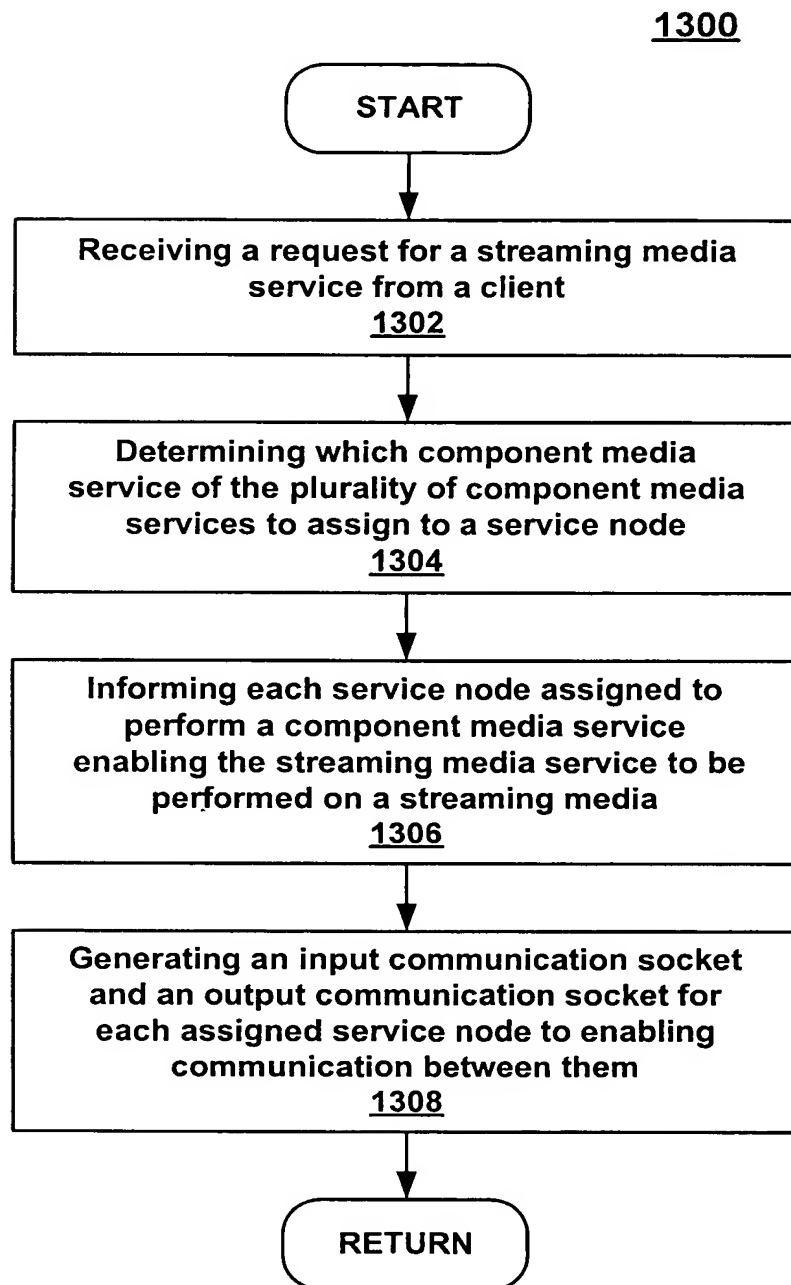 1300
START
Receiving a request for a streaming media
service from a client
1302
Determining which component media
service of the plurality of component media
services to assign to a service node
1304
Informing each service node assigned to
perform a component media service
enabling the streaming media service to be
performed on a streaming media
1306
Generating an input communication socket
and an output communication socket for
each assigned service node to enabling
communication between them
1308
RETURN